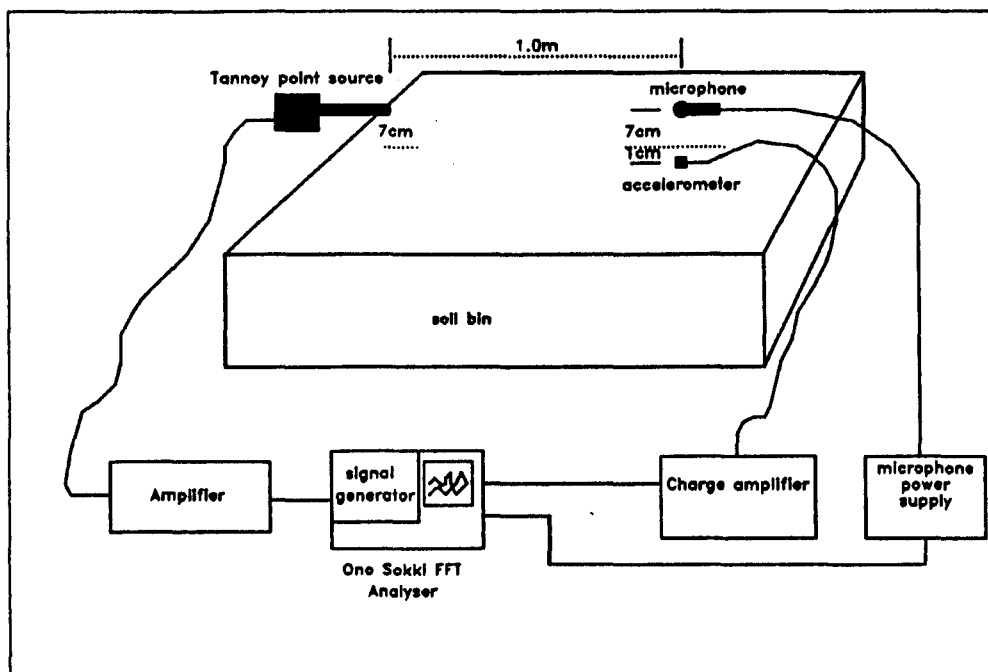 1.0m
Tannoy point source
microphone
7cm
7cm
1cm
accelerometer
soil bin
Amplifier
signal
generator
Charge amplifier
microphone
power
supply
Ono Sokki FFT
Analyser